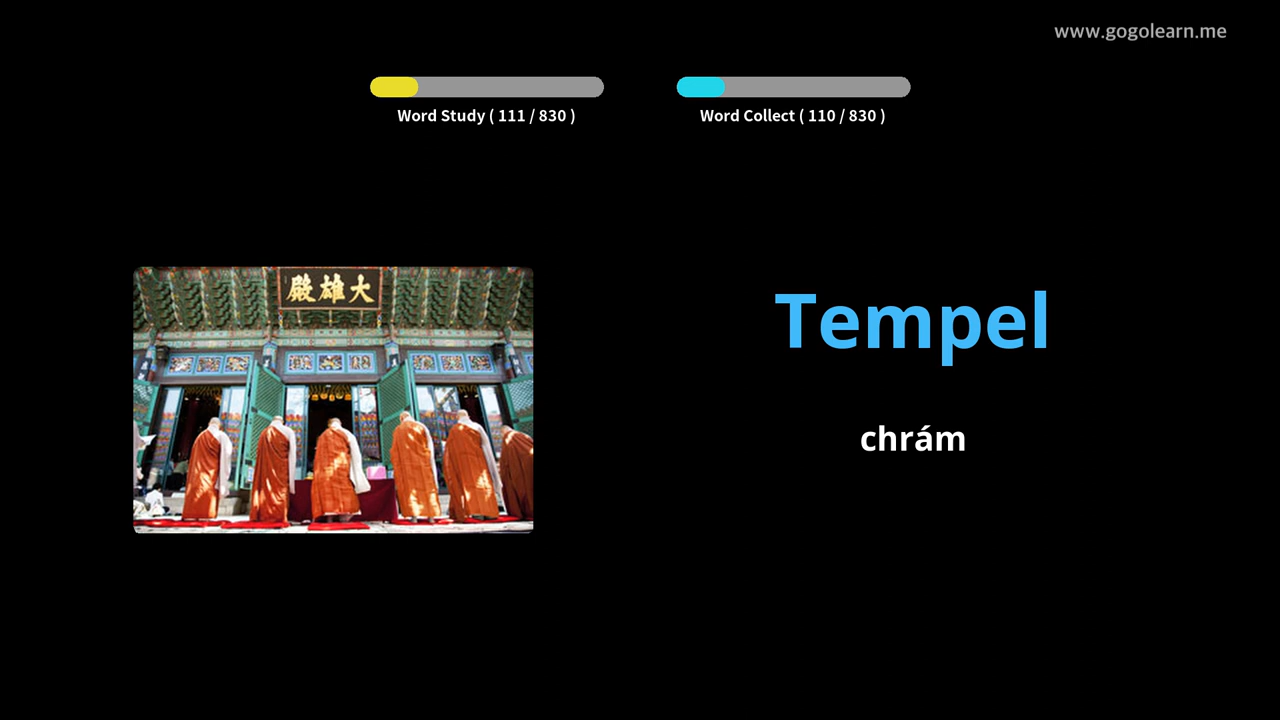 www.gogolearn.me
Word Study ( 111 / 830 )
Word Collect ( 110 / 830 )
殿雄大
Tempel
chrám